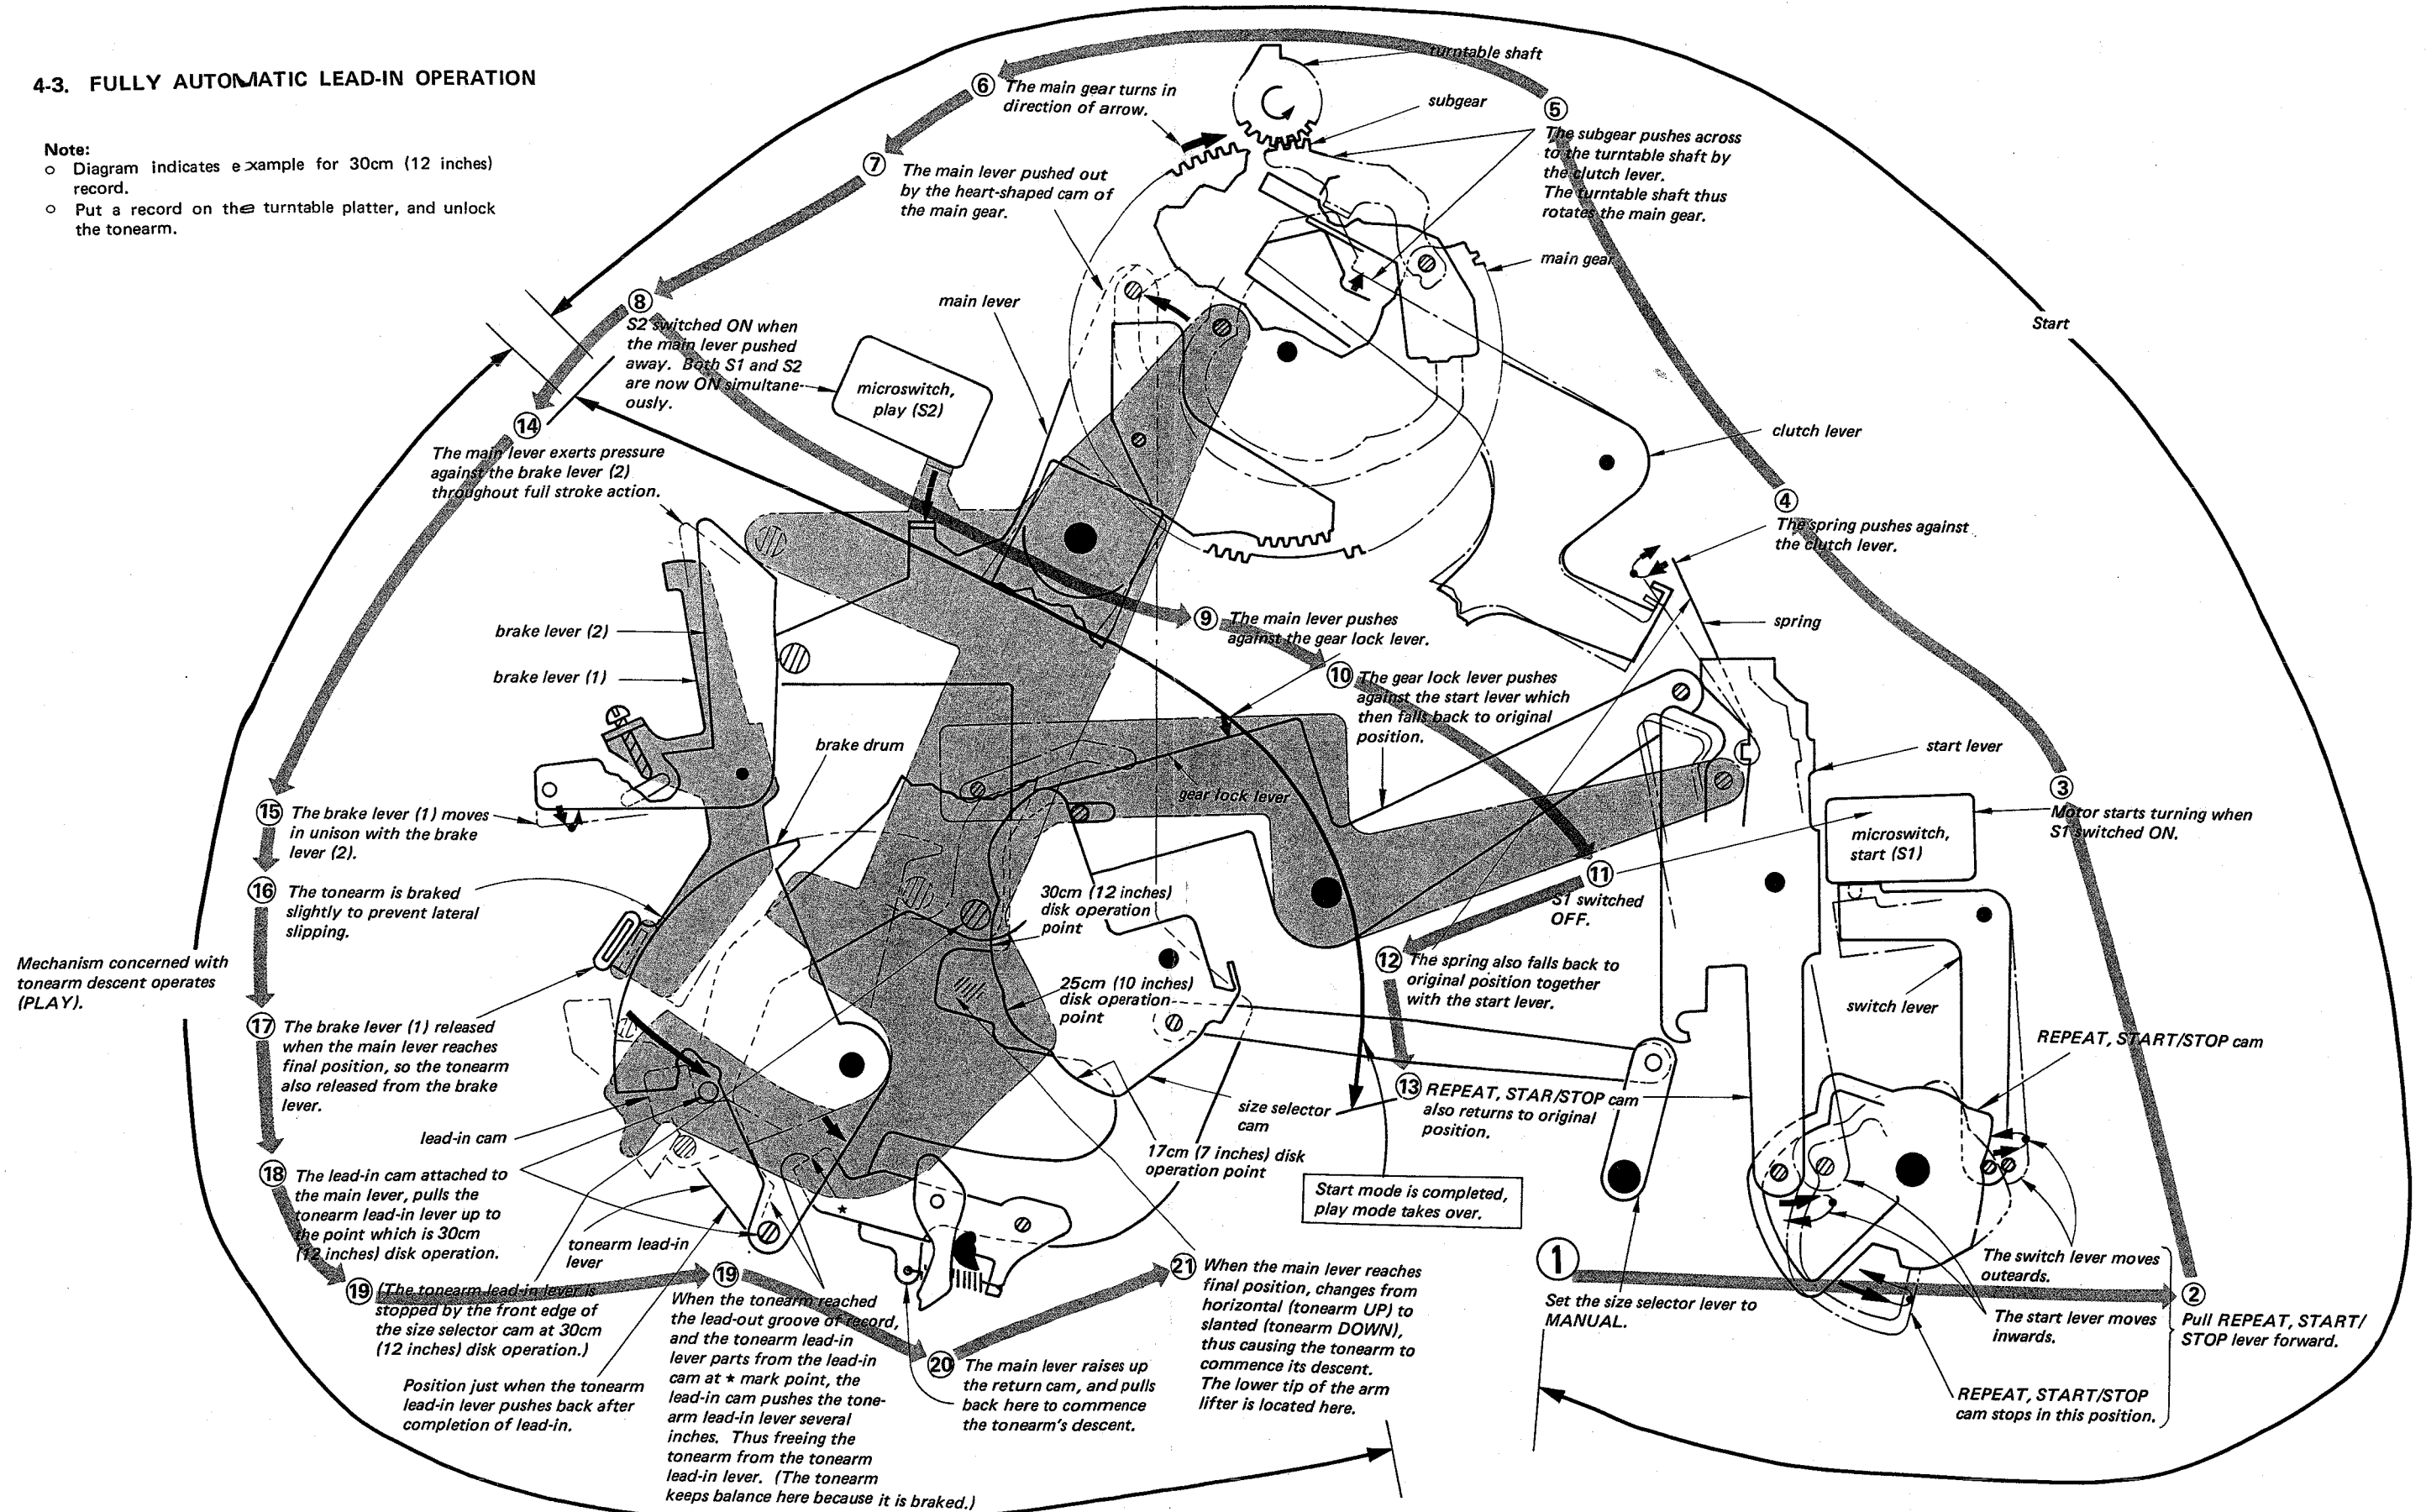 4-3. FULLY AUTOMATIC LEAD-IN OPERATION
Note:
o Diagram indicates example for 30cm (12 inches)
record.
o Put a record on the turntable platter, and unlock
the tonearm.
turntable shaft
subgear
main gear
main lever
Start
clutch lever
spring
start lever
switch lever
REPEAT, START/STOP cam
brake lever (2)
brake lever (1)
brake drum
gear lock lever
microswitch,
play (S2)
microswitch,
start (S1)
30cm (12 inches)
disk operation
point
25cm (10 inches)
disk operation
point
17cm (7 inches) disk
operation point
size selector
cam
lead-in cam
tonearm lead-in
lever
★
Mechanism concerned with
tonearm descent operates
(PLAY).
Start mode is completed,
play mode takes over.
①
Set the size selector lever to
MANUAL.
②
Pull REPEAT, START/
STOP lever forward.
The switch lever moves
outeards.
The start lever moves
inwards.
REPEAT, START/STOP
cam stops in this position.
③
Motor starts turning when
S1 switched ON.
④
The spring pushes against
the clutch lever.
⑤
The subgear pushes across
to the turntable shaft by
the clutch lever.
The turntable shaft thus
rotates the main gear.
⑥ The main gear turns in
direction of arrow.
⑦ The main lever pushed out
by the heart-shaped cam of
the main gear.
⑧
S2 switched ON when
the main lever pushed
away. Both S1 and S2
are now ON simultane-
ously.
⑨ The main lever pushes
against the gear lock lever.
⑩ The gear lock lever pushes
against the start lever which
then falls back to original
position.
⑪
S1 switched
OFF.
⑫ The spring also falls back to
original position together
with the start lever.
⑬ REPEAT, STAR/STOP cam
also returns to original
position.
⑭
The main lever exerts pressure
against the brake lever (2)
throughout full stroke action.
⑮ The brake lever (1) moves
in unison with the brake
lever (2).
⑯ The tonearm is braked
slightly to prevent lateral
slipping.
⑰ The brake lever (1) released
when the main lever reaches
final position, so the tonearm
also released from the brake
lever.
⑱ The lead-in cam attached to
the main lever, pulls the
tonearm lead-in lever up to
the point which is 30cm
(12 inches) disk operation.
⑲ (The tonearm lead-in lever is
stopped by the front edge of
the size selector cam at 30cm
(12 inches) disk operation.)
Position just when the tonearm
lead-in lever pushes back after
completion of lead-in.
⑲
When the tonearm reached
the lead-out groove of record,
and the tonearm lead-in
lever parts from the lead-in
cam at ★ mark point, the
lead-in cam pushes the tone-
arm lead-in lever several
inches. Thus freeing the
tonearm from the tonearm
lead-in lever. (The tonearm
keeps balance here because it is braked.)
⑳ The main lever raises up
the return cam, and pulls
back here to commence
the tonearm's descent.
㉑ When the main lever reaches
final position, changes from
horizontal (tonearm UP) to
slanted (tonearm DOWN),
thus causing the tonearm to
commence its descent.
The lower tip of the arm
lifter is located here.